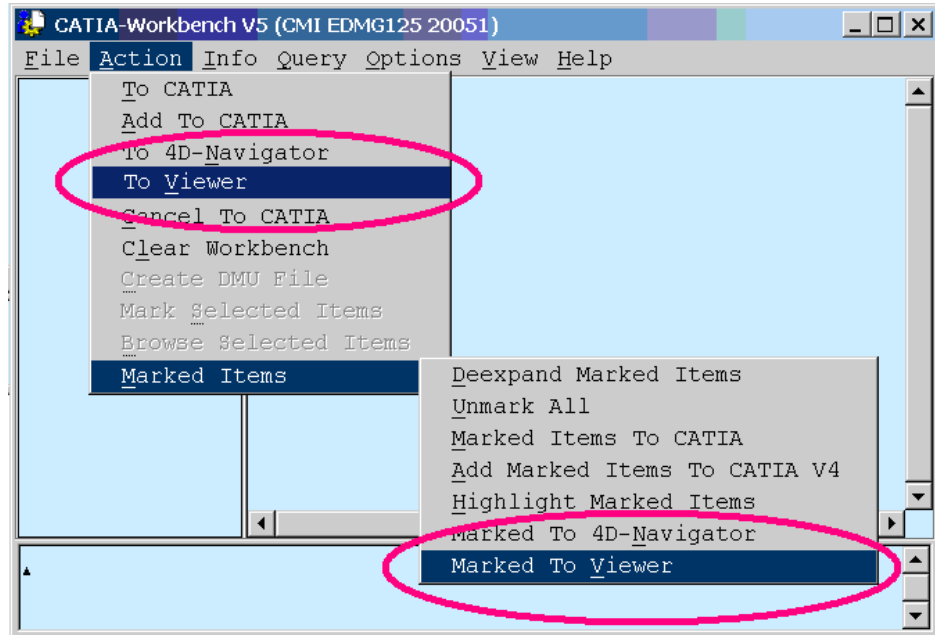 CATIA-Workbench V5 (CMI EDMG125 20051)
File Action Info Query Options View Help
To CATIA
Add To CATIA
To 4D-Navigator
To Viewer
Cancel To CATIA
Clear Workbench
Create DMU File
Mark Selected Items
Browse Selected Items
Marked Items
Deexpand Marked Items
Unmark All
Marked Items To CATIA
Add Marked Items To CATIA V4
Highlight Marked Items
Marked To 4D-Navigator
Marked To Viewer